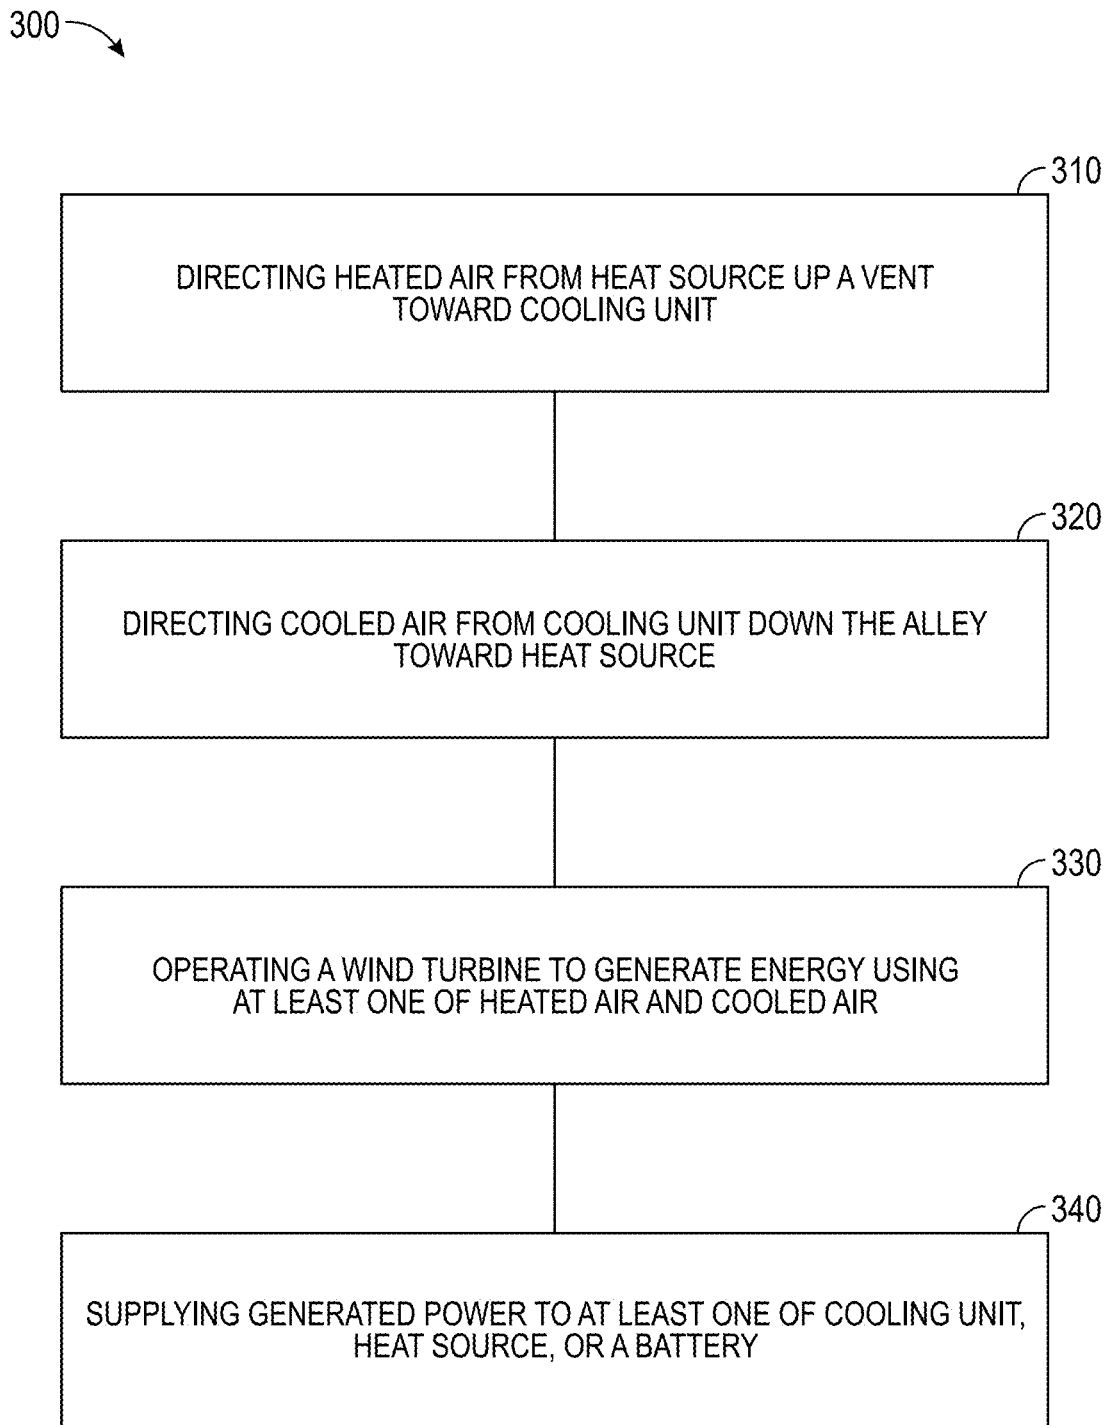 300
310
DIRECTING HEATED AIR FROM HEAT SOURCE UP A VENT
TOWARD COOLING UNIT
320
DIRECTING COOLED AIR FROM COOLING UNIT DOWN THE ALLEY
TOWARD HEAT SOURCE
330
OPERATING A WIND TURBINE TO GENERATE ENERGY USING
AT LEAST ONE OF HEATED AIR AND COOLED AIR
340
SUPPLYING GENERATED POWER TO AT LEAST ONE OF COOLING UNIT,
HEAT SOURCE, OR A BATTERY